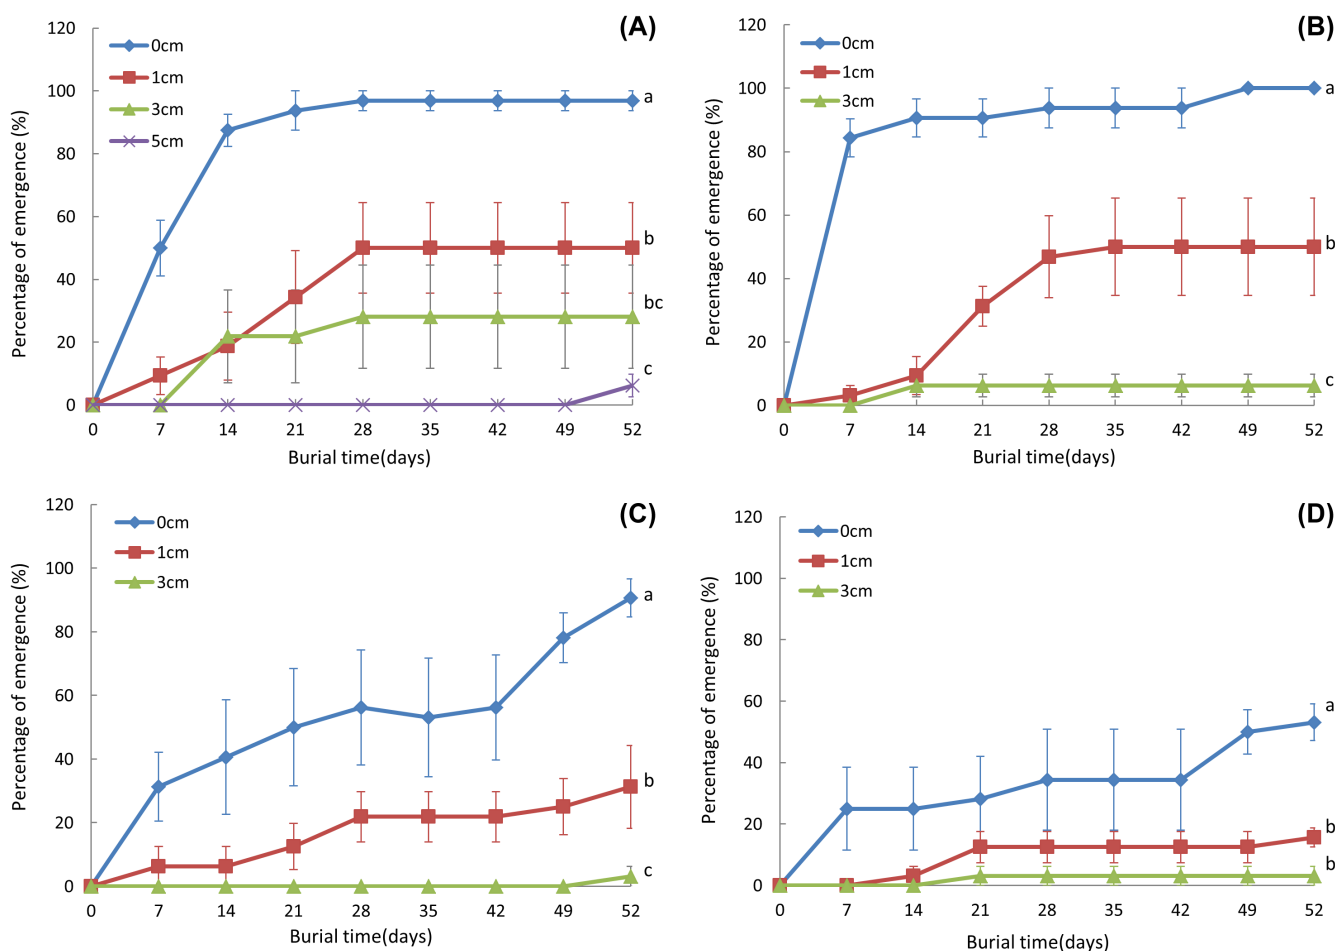 (A)
120
100
80
60
40
20
0
Percentage of emergence (%)
0cm
1cm
3cm
5cm
a
b
bc
c
0 7 14 21 28 35 42 49 52
Burial time(days)
(B)
120
100
80
60
40
20
0
Percentage of emergence (%)
0cm
1cm
3cm
a
b
c
0 7 14 21 28 35 42 49 52
Burial time(days)
(C)
120
100
80
60
40
20
0
Percentage of emergence (%)
0cm
1cm
3cm
a
b
c
0 7 14 21 28 35 42 49 52
Burial time(days)
(D)
120
100
80
60
40
20
0
Percentage of emergence (%)
0cm
1cm
3cm
a
b
b
0 7 14 21 28 35 42 49 52
Burial time(days)